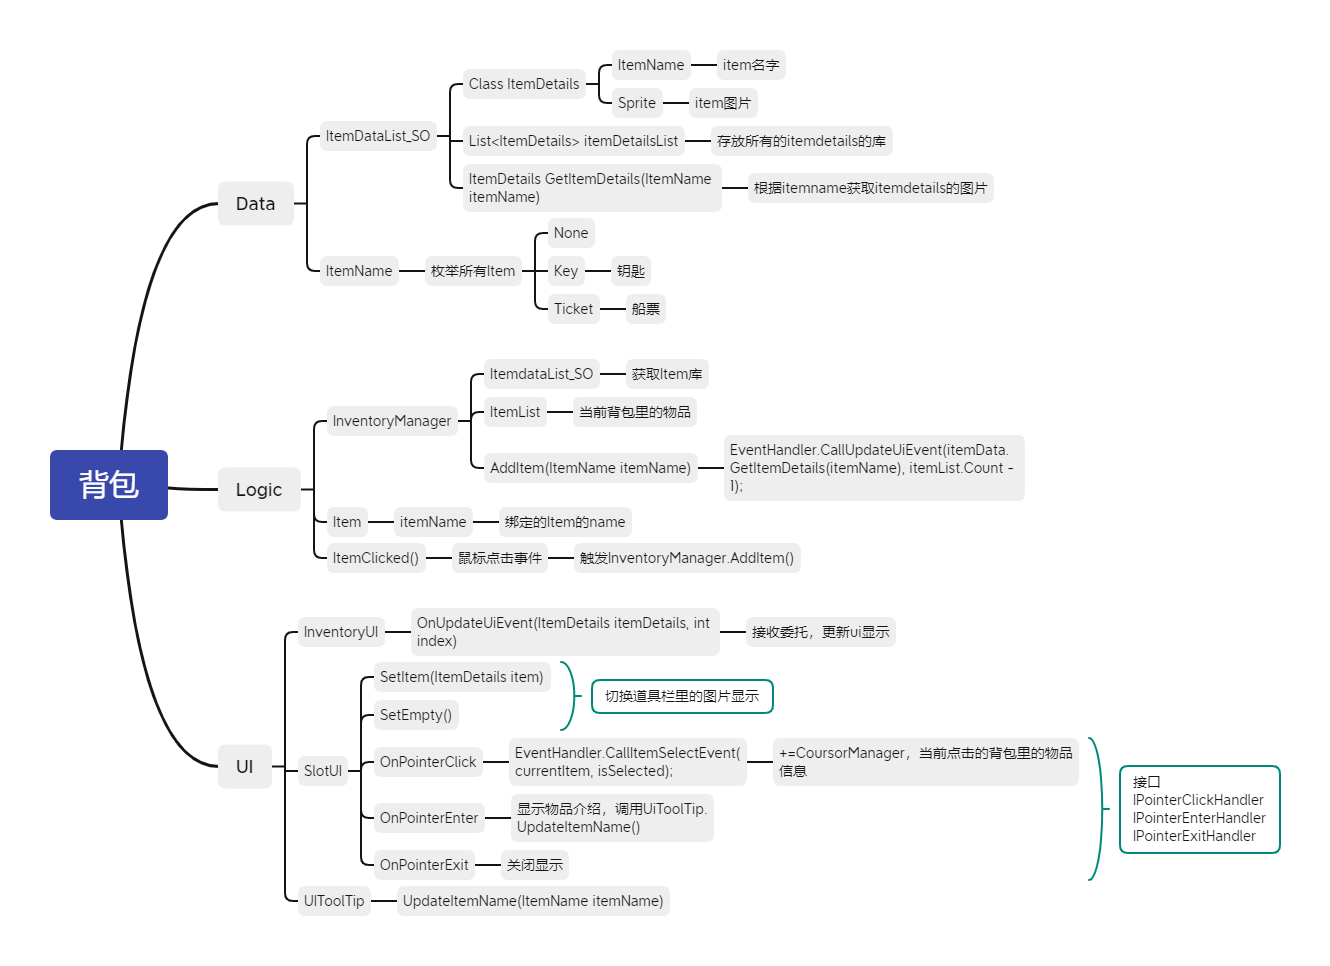 背包
Data
ItemDataList_SO
Class ItemDetails
ItemName
item名字
Sprite
item图片
List<ItemDetails> itemDetailsList
存放所有的itemdetails的库
ItemDetails GetItemDetails(ItemName
itemName)
根据itemname获取itemdetails的图片
ItemName
枚举所有Item
None
Key
钥匙
Ticket
船票
Logic
InventoryManager
ItemdataList_SO
获取Item库
ItemList
当前背包里的物品
AddItem(ItemName itemName)
EventHandler.CallUpdateUiEvent(itemData.
GetItemDetails(itemName), itemList.Count -
1);
Item
itemName
绑定的Item的name
ItemClicked()
鼠标点击事件
触发InventoryManager.AddItem()
UI
InventoryUI
OnUpdateUiEvent(ItemDetails itemDetails, int
index)
接收委托，更新ui显示
SlotUI
SetItem(ItemDetails item)
SetEmpty()
切换道具栏里的图片显示
OnPointerClick
EventHandler.CallItemSelectEvent(
currentItem, isSelected);
+=CoursorManager，当前点击的背包里的物品
信息
OnPointerEnter
显示物品介绍，调用UiToolTip.
UpdateItemName()
OnPointerExit
关闭显示
接口
IPointerClickHandler
IPointerEnterHandler
IPointerExitHandler
UIToolTip
UpdateItemName(ItemName itemName)